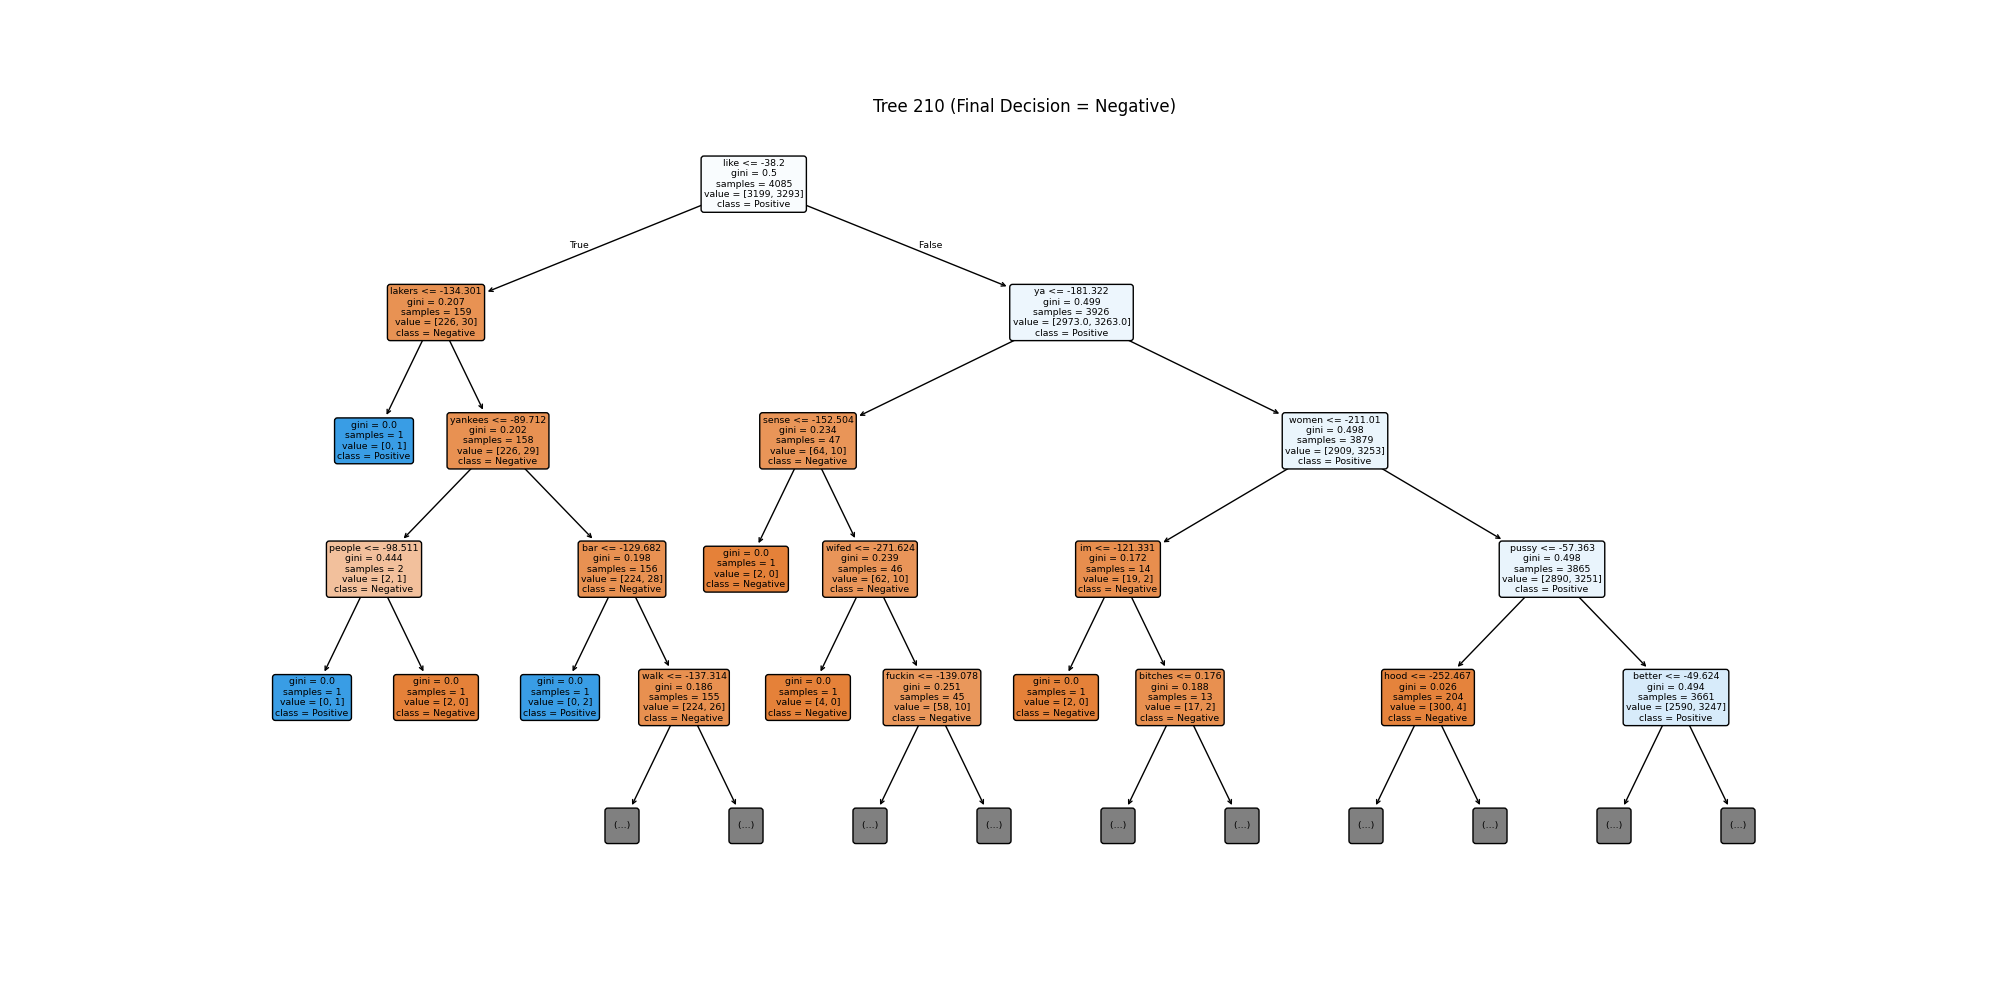 Tree 210 (Final Decision = Negative)
like <= -38.2
gini = 0.5
samples = 4085
value = [3199, 3293]
class = Positive
True
False
lakers <= -134.301
gini = 0.207
samples = 159
value = [226, 30]
class = Negative
ya <= -181.322
gini = 0.499
samples = 3926
value = [2973.0, 3263.0]
class = Positive
gini = 0.0
samples = 1
value = [0, 1]
class = Positive
yankees <= -89.712
gini = 0.202
samples = 158
value = [226, 29]
class = Negative
sense <= -152.504
gini = 0.234
samples = 47
value = [64, 10]
class = Negative
women <= -211.01
gini = 0.498
samples = 3879
value = [2909, 3253]
class = Positive
people <= -98.511
gini = 0.444
samples = 2
value = [2, 1]
class = Negative
bar <= -129.682
gini = 0.198
samples = 156
value = [224, 28]
class = Negative
gini = 0.0
samples = 1
value = [2, 0]
class = Negative
wifed <= -271.624
gini = 0.239
samples = 46
value = [62, 10]
class = Negative
im <= -121.331
gini = 0.172
samples = 14
value = [19, 2]
class = Negative
pussy <= -57.363
gini = 0.498
samples = 3865
value = [2890, 3251]
class = Positive
gini = 0.0
samples = 1
value = [0, 1]
class = Positive
gini = 0.0
samples = 1
value = [2, 0]
class = Negative
gini = 0.0
samples = 1
value = [0, 2]
class = Positive
walk <= -137.314
gini = 0.186
samples = 155
value = [224, 26]
class = Negative
gini = 0.0
samples = 1
value = [4, 0]
class = Negative
fuckin <= -139.078
gini = 0.251
samples = 45
value = [58, 10]
class = Negative
gini = 0.0
samples = 1
value = [2, 0]
class = Negative
bitches <= 0.176
gini = 0.188
samples = 13
value = [17, 2]
class = Negative
hood <= -252.467
gini = 0.026
samples = 204
value = [300, 4]
class = Negative
better <= -49.624
gini = 0.494
samples = 3661
value = [2590, 3247]
class = Positive
(...)
(...)
(...)
(...)
(...)
(...)
(...)
(...)
(...)
(...)